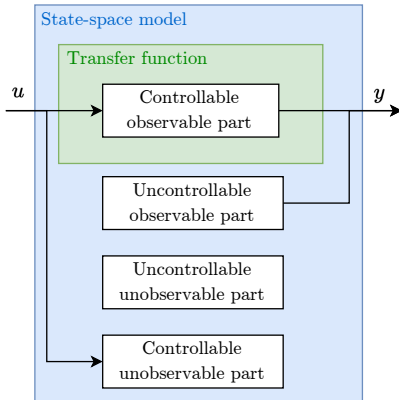 State-space model
Transfer function
u
Controllable
observable part
y
Uncontrollable
observable part
Uncontrollable
unobservable part
Controllable
unobservable part